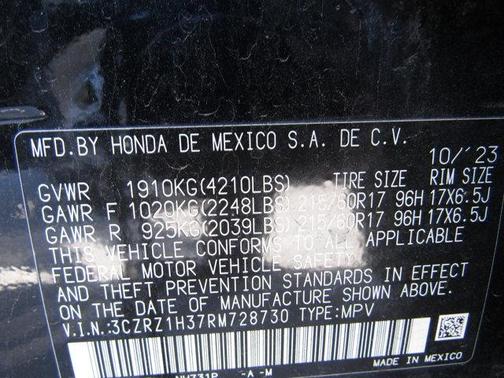 MFD.BY HONDA DE MEXICO S.A. DE C.V.
10/'23
GVWR 1910KG(4210LBS) TIRE SIZE RIM SIZE
GAWR F 1020KG(2248LBS) 215/60R17 96H 17X6.5J
GAWR R 925KG(2039LBS) 215/60R17 96H 17X6.5J
THIS VEHICLE CONFORMS TO ALL APPLICABLE
FEDERAL MOTOR VEHICLE SAFETY
AND THEFT PREVENTION STANDARDS IN EFFECT
ON THE DATE OF MANUFACTURE SHOWN ABOVE.
V.I.N.:3CZRZ1H37RM728730 TYPE:MPV
NH731P -A -M MADE IN MEXICO